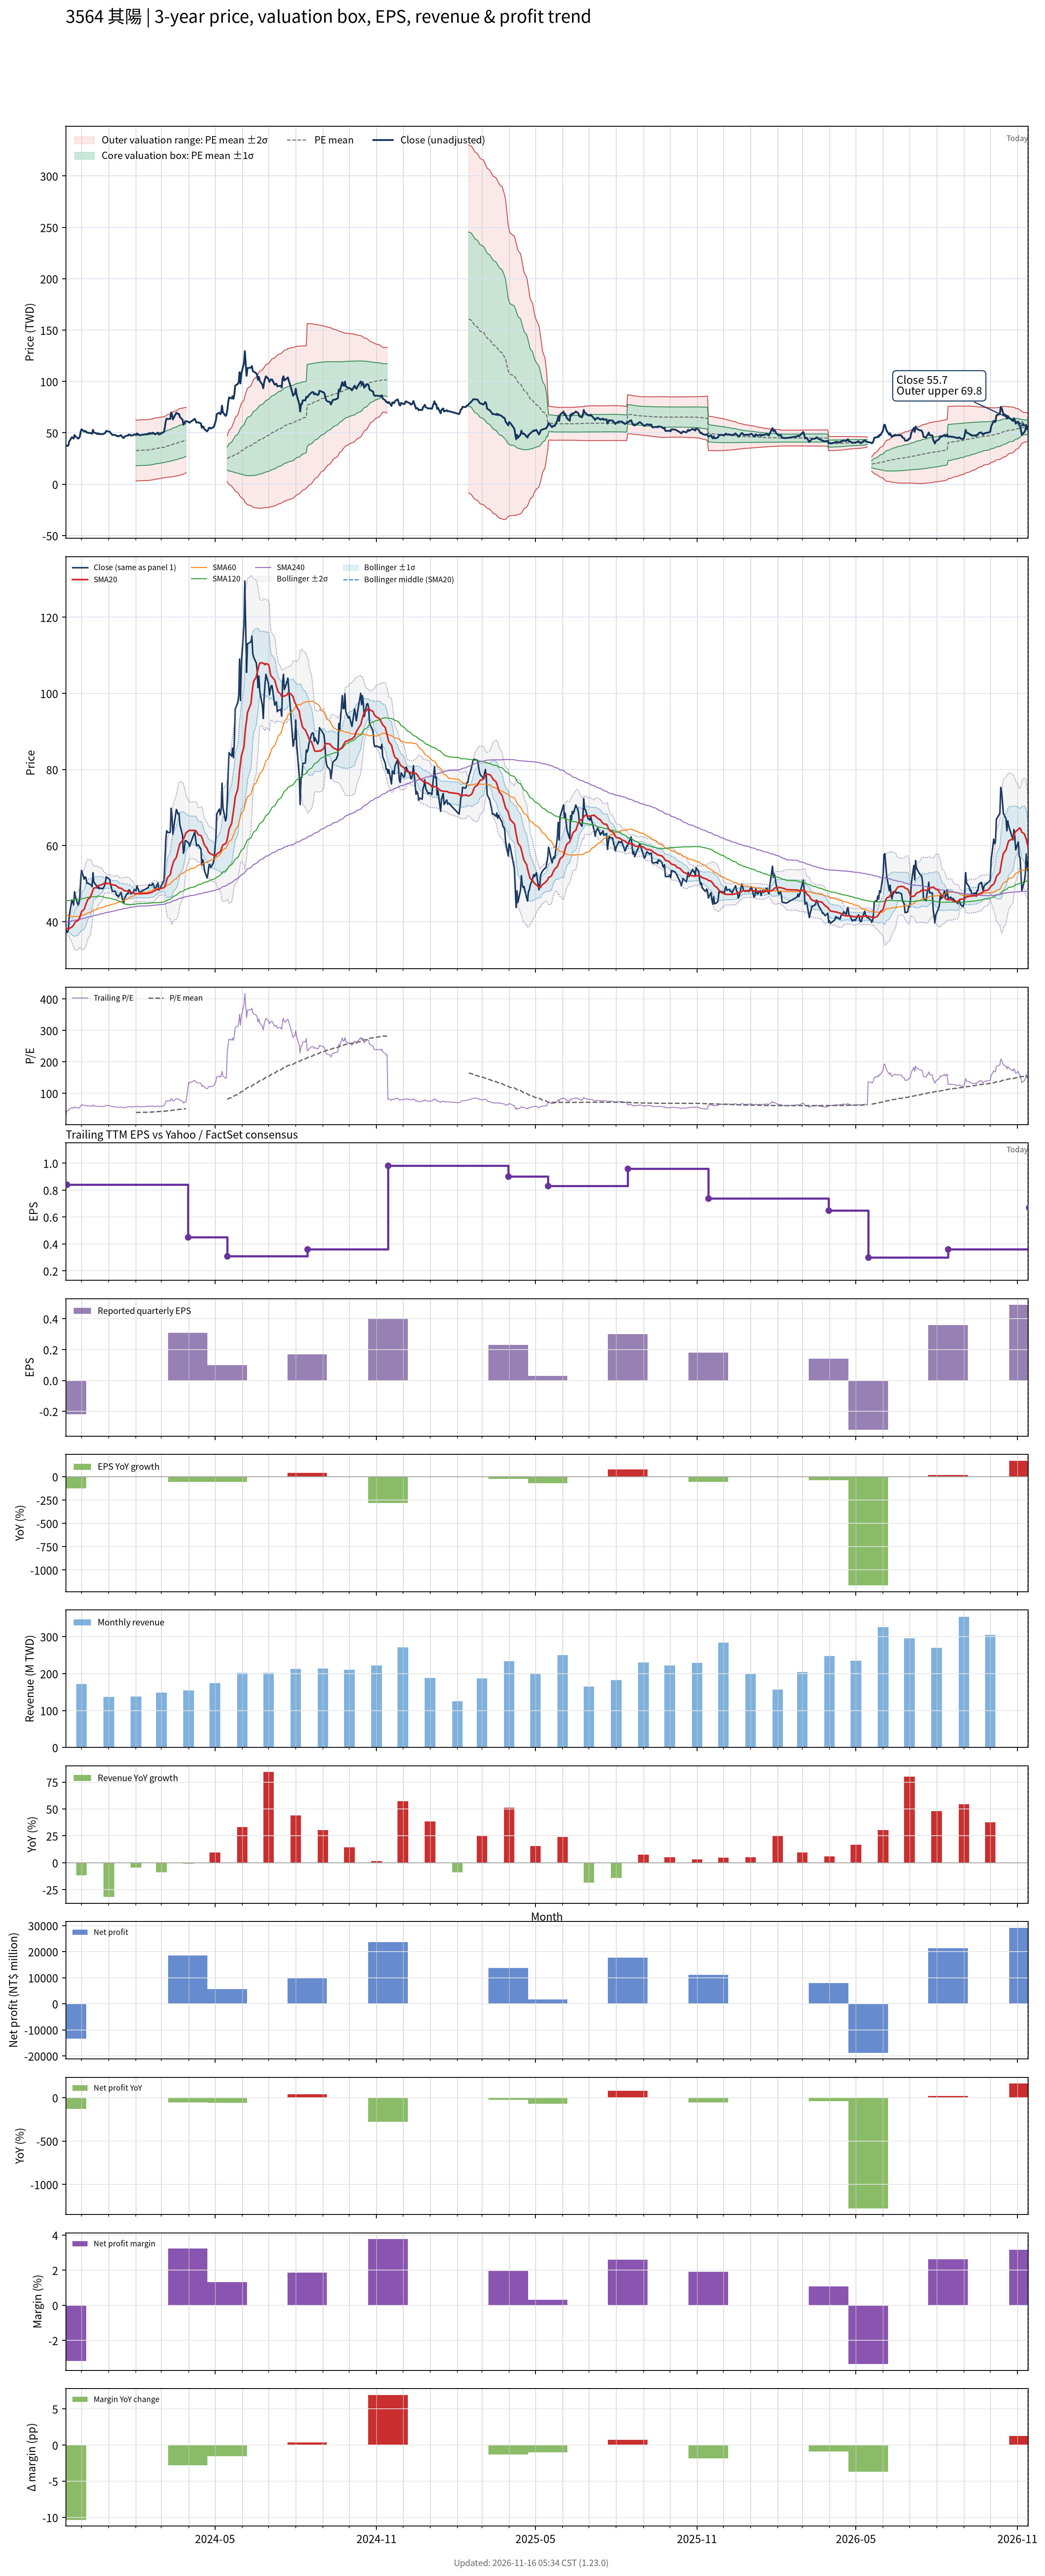 3564 其陽 | 3-year price, valuation box, EPS, revenue & profit trend
Outer valuation range: PE mean ±2σ
PE mean
Close (unadjusted)
Core valuation box: PE mean ±1σ
Today
Close 55.7
Outer upper 69.8
Price (TWD)
300
250
200
150
100
50
0
-50
Close (same as panel 1)
SMA20
SMA60
SMA120
SMA240
Bollinger ±2σ
Bollinger ±1σ
Bollinger middle (SMA20)
Price
120
100
80
60
40
Trailing P/E
P/E mean
P/E
400
300
200
100
Trailing TTM EPS vs Yahoo / FactSet consensus
Today
EPS
1.0
0.8
0.6
0.4
0.2
Reported quarterly EPS
EPS
0.4
0.2
0.0
-0.2
EPS YoY growth
YoY (%)
0
-250
-500
-750
-1000
Monthly revenue
Revenue (M TWD)
300
200
100
0
Revenue YoY growth
YoY (%)
75
50
25
0
-25
Month
Net profit
Net profit (NT$ million)
30000
20000
10000
0
-10000
-20000
Net profit YoY
YoY (%)
0
-500
-1000
Net profit margin
Margin (%)
4
2
0
-2
Margin YoY change
Δ margin (pp)
5
0
-5
-10
2024-05
2024-11
2025-05
2025-11
2026-05
2026-11
Updated: 2026-11-16 05:34 CST (1.23.0)